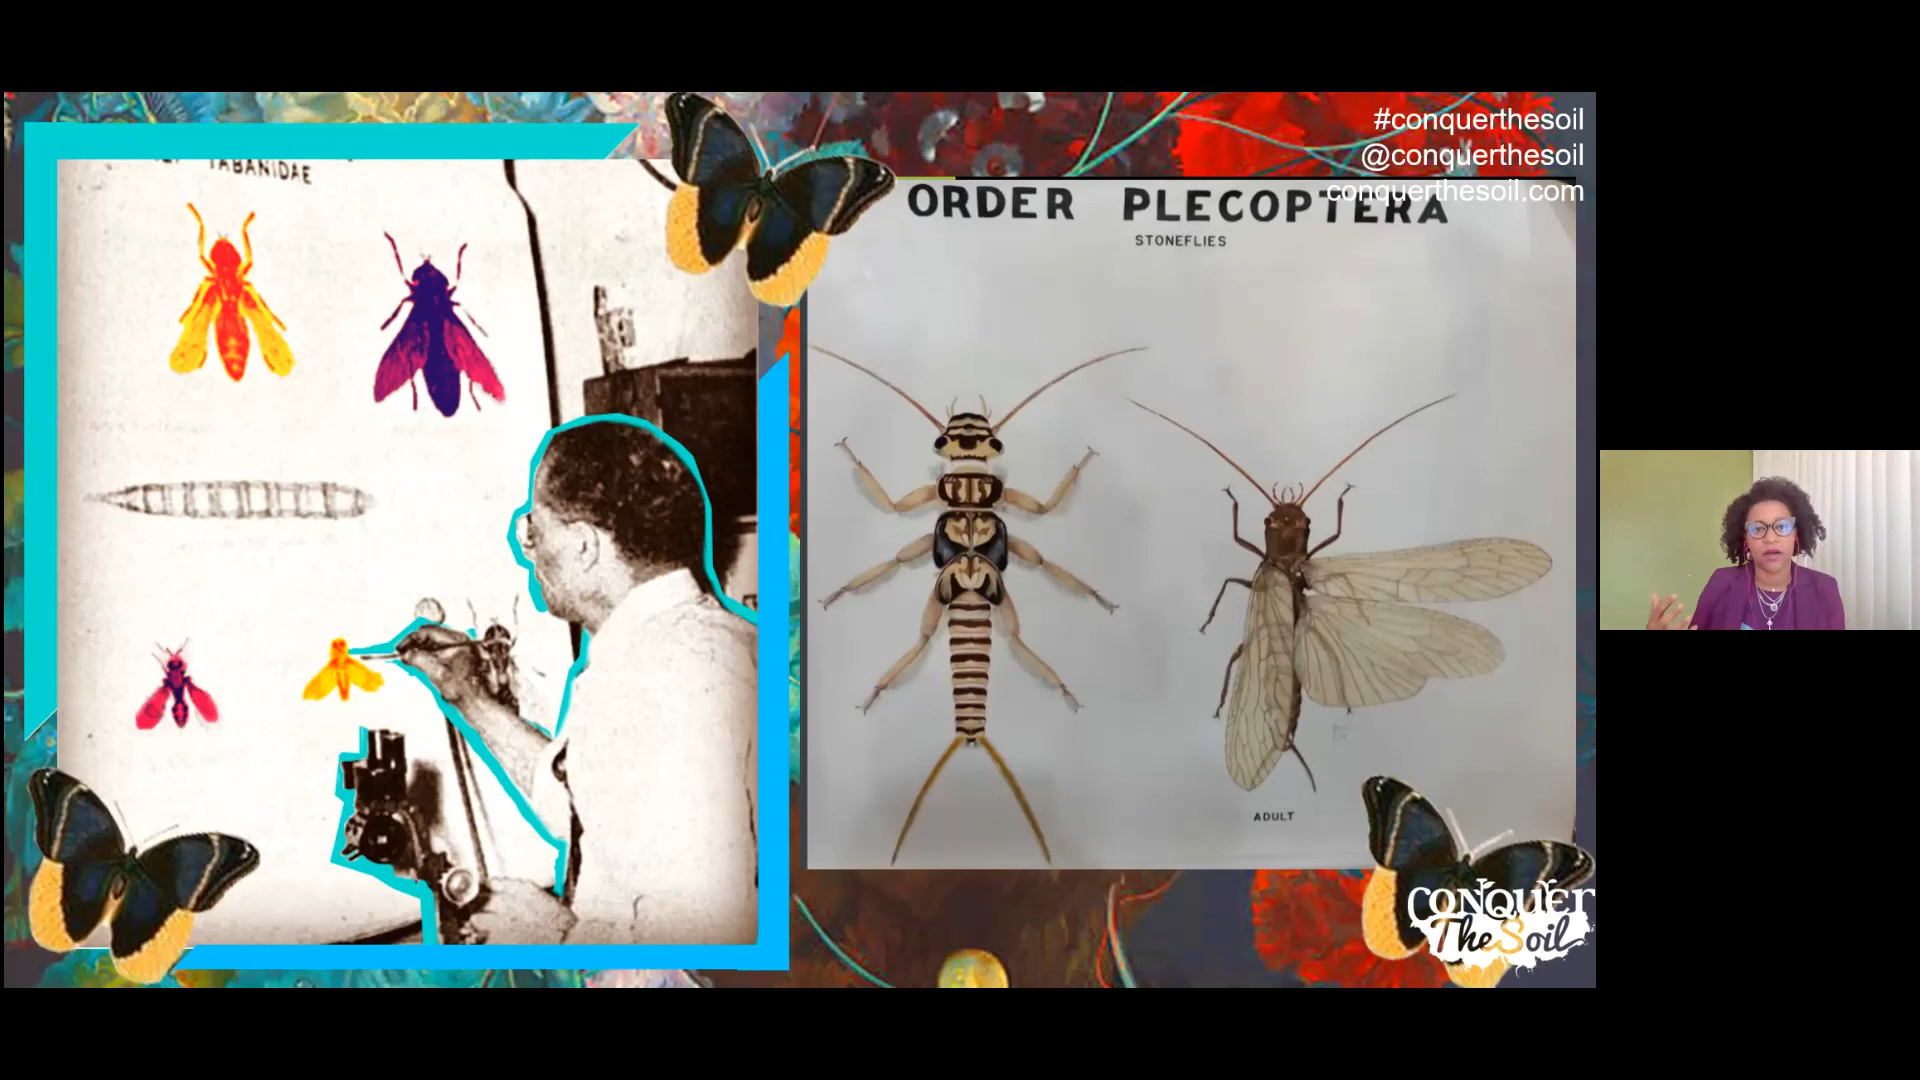 #conquerthesoil
@conquerthesoil
conquerthesoil.com
TABANIDAE
ORDER PLECOPTERA
STONEFLIES
ADULT
CONQUER
The Soil